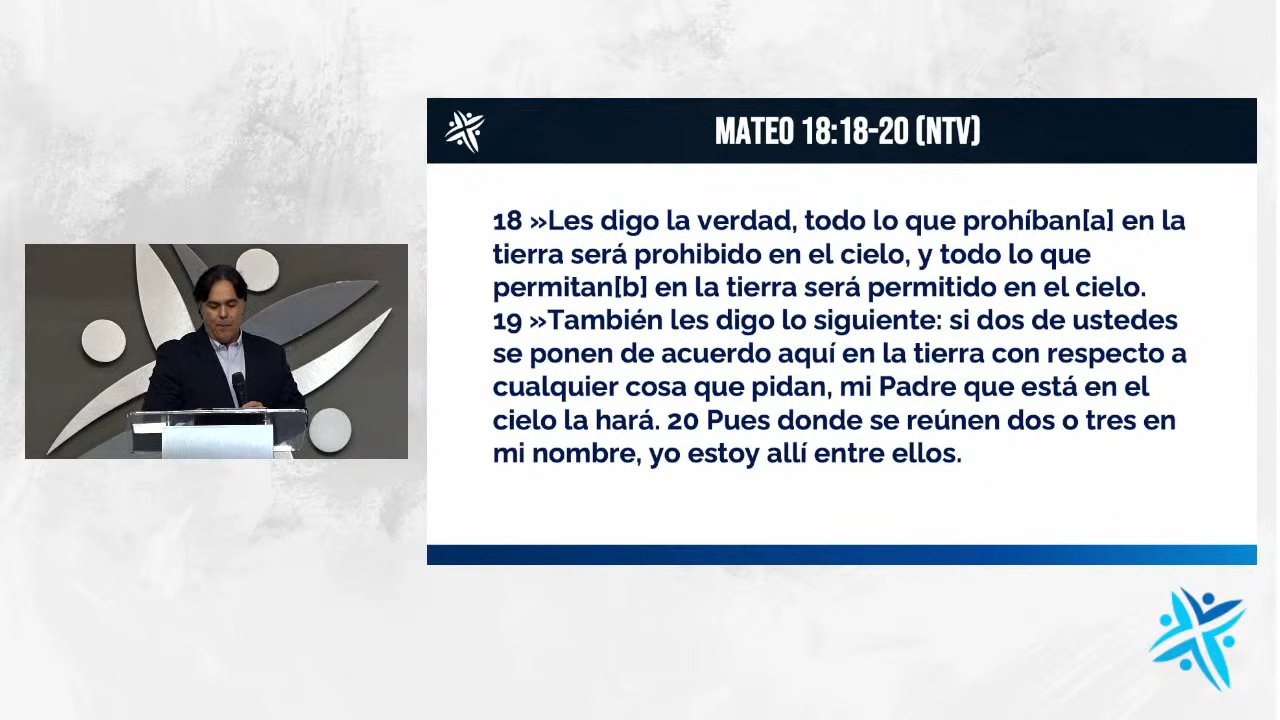 MATEO 18:18-20 (NTV)
18 »Les digo la verdad, todo lo que prohíban[a] en la
tierra será prohibido en el cielo, y todo lo que
permitan[b] en la tierra será permitido en el cielo.
19 »También les digo lo siguiente: si dos de ustedes
se ponen de acuerdo aquí en la tierra con respecto a
cualquier cosa que pidan, mi Padre que está en el
cielo la hará. 20 Pues donde se reúnen dos o tres en
mi nombre, yo estoy allí entre ellos.